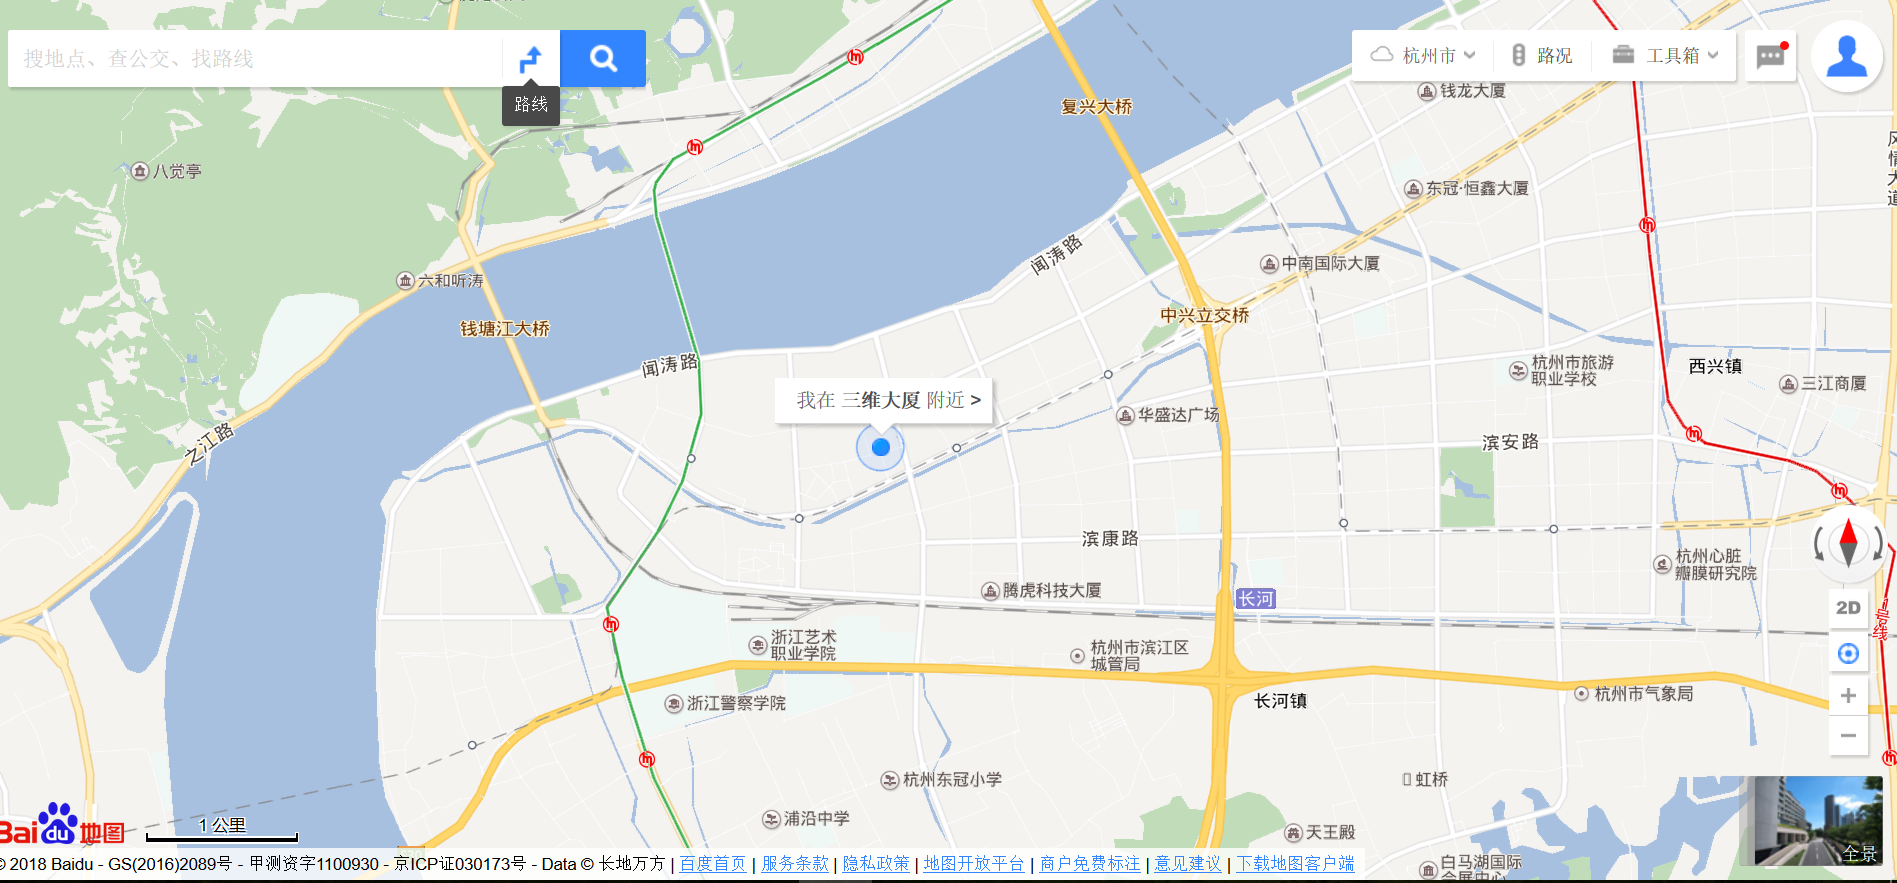 搜地点、查公交、找路线
路线
杭州市
路况
工具箱
钱龙大厦
复兴大桥
风情大道
八觉亭
东冠·恒鑫大厦
闻涛路
中南国际大厦
六和听涛
钱塘江大桥
中兴立交桥
闻涛路
杭州市旅游
职业学校
西兴镇
三江商厦
我在 三维大厦 附近 >
华盛达广场
之江路
滨安路
滨康路
杭州心脏
瓣膜研究院
腾虎科技大厦
长河
2D
号线
浙江艺术
职业学院
杭州市滨江区
城管局
浙江警察学院
长河镇
杭州市气象局
杭州东冠小学
虹桥
浦沿中学
天王殿
1 公里
Baidu地图
全景
白马湖国际
会展中心
© 2018 Baidu - GS(2016)2089号 - 甲测资字1100930 - 京ICP证030173号 - Data © 长地万方 | 百度首页 | 服务条款 | 隐私政策 | 地图开放平台 | 商户免费标注 | 意见建议 | 下载地图客户端